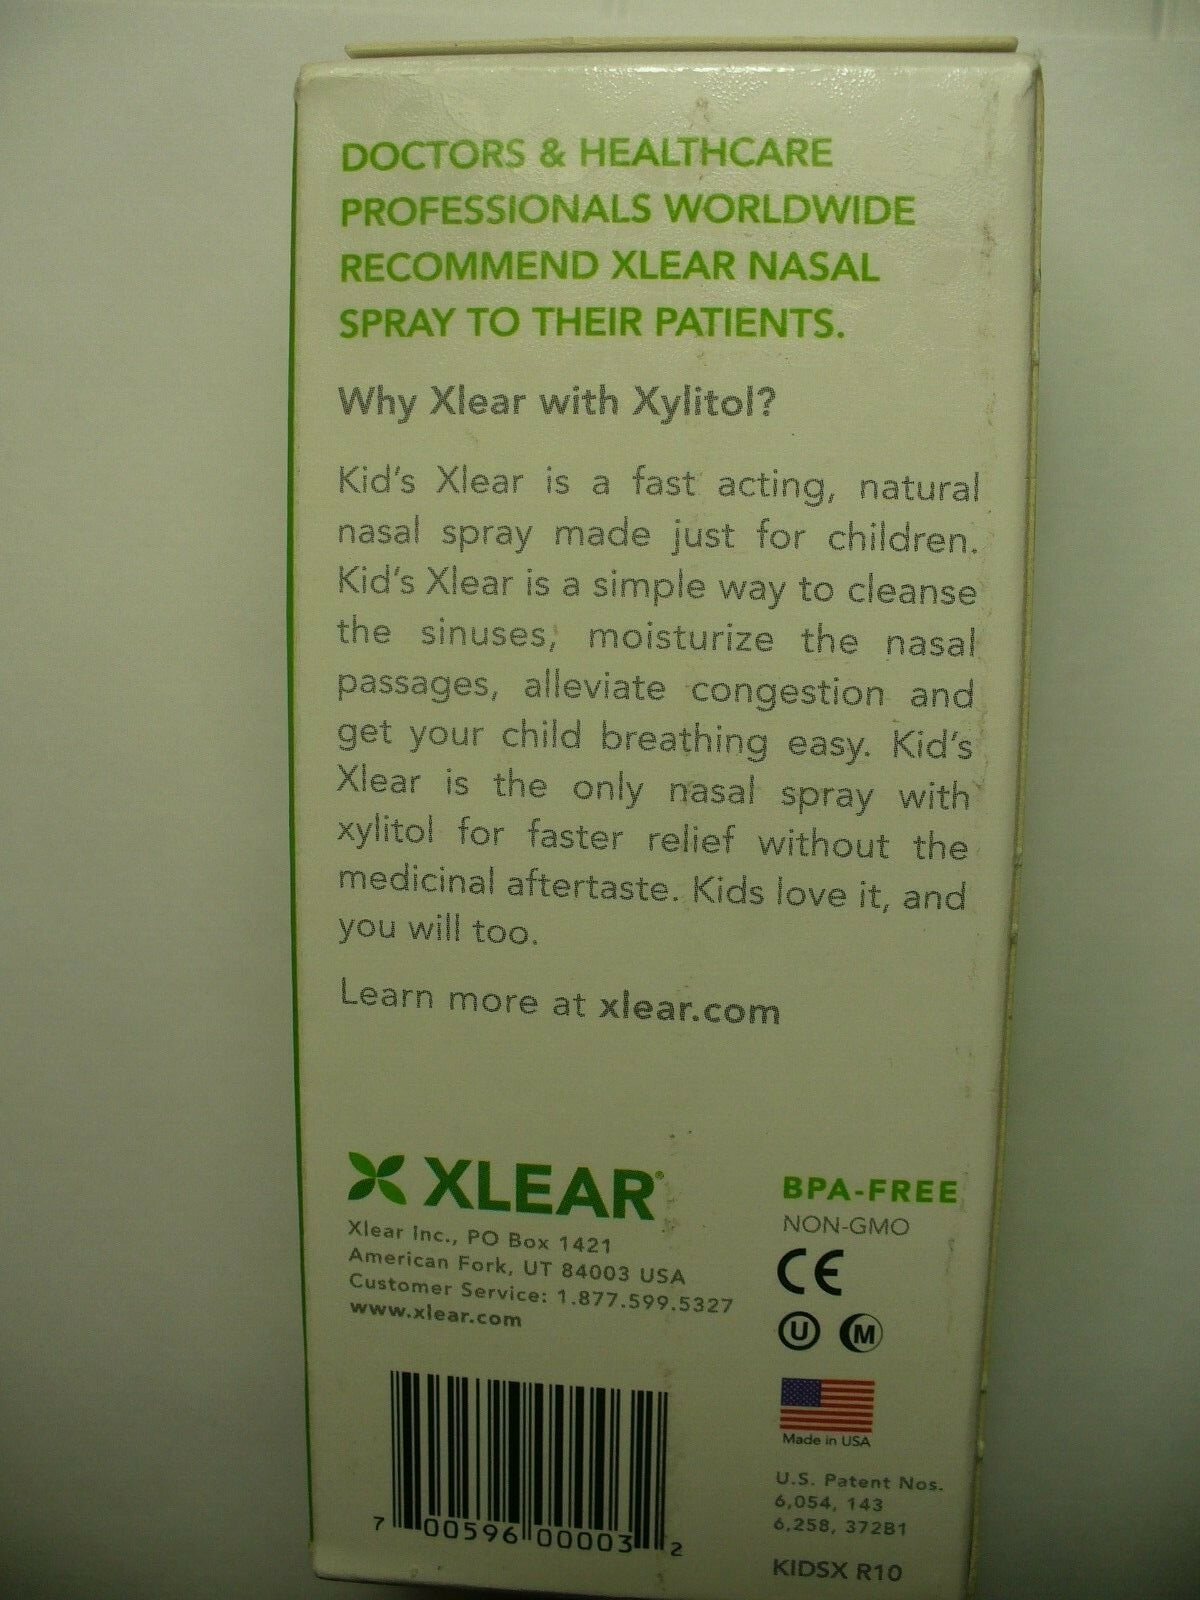 DOCTORS & HEALTHCARE
PROFESSIONALS WORLDWIDE
RECOMMEND XLEAR NASAL
SPRAY TO THEIR PATIENTS.
Why Xlear with Xylitol?
Kid's Xlear is a fast acting, natural
nasal spray made just for children.
Kid's Xlear is a simple way to cleanse
the sinuses, moisturize the nasal
passages, alleviate congestion and
get your child breathing easy. Kid's
Xlear is the only nasal spray with
xylitol for faster relief without the
medicinal aftertaste. Kids love it, and
you will too.
Learn more at xlear.com
XLEAR®
Xlear Inc., PO Box 1421
American Fork, UT 84003 USA
Customer Service: 1.877.599.5327
www.xlear.com
7 00596 00003 2
BPA-FREE
NON-GMO
CE
U M
Made in USA
U.S. Patent Nos.
6,054, 143
6,258, 372B1
KIDSX R10